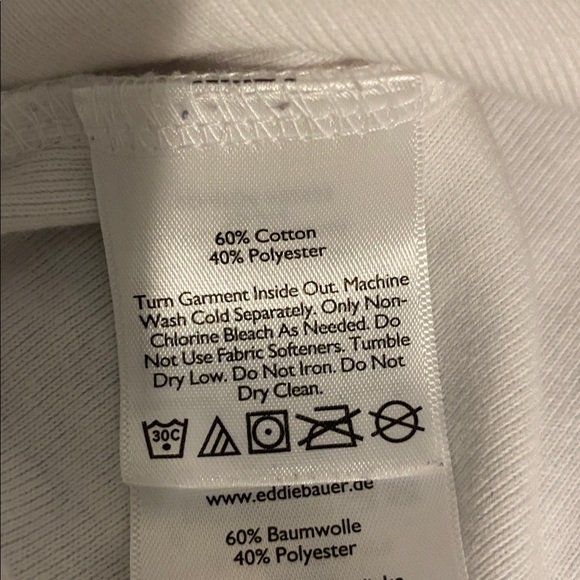 60% Cotton
40% Polyester
Turn Garment Inside Out. Machine
Wash Cold Separately. Only Non-
Chlorine Bleach As Needed. Do
Not Use Fabric Softeners. Tumble
Dry Low. Do Not Iron. Do Not
Dry Clean.
30C
www.eddiebauer.de
60% Baumwolle
40% Polyester